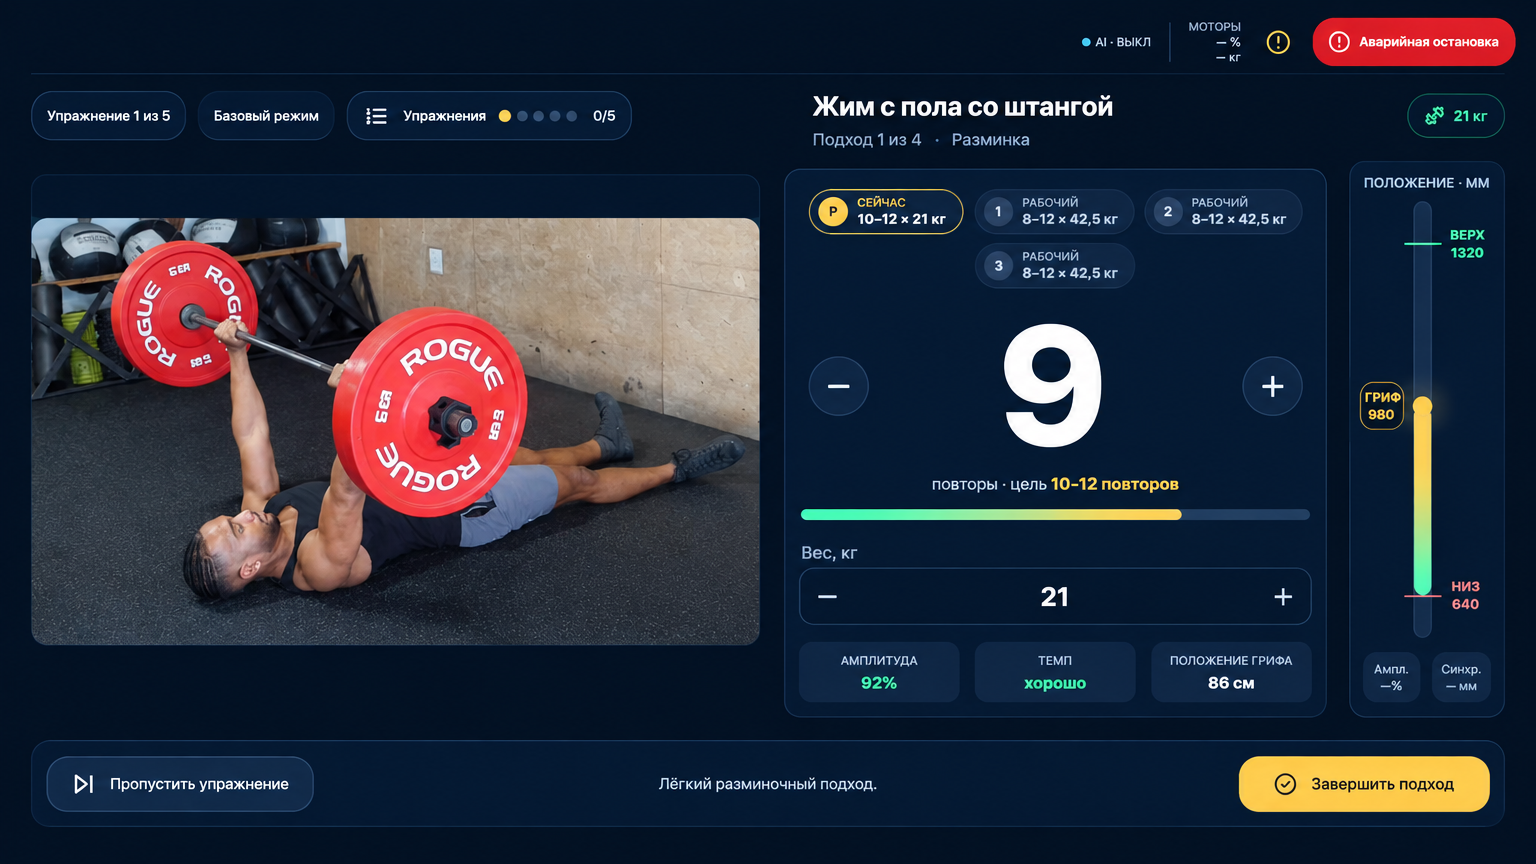 AI · ВЫКЛ
МОТОРЫ
— %
— кг
Аварийная остановка
Упражнение 1 из 5
Базовый режим
Упражнения
0/5
Жим с пола со штангой
Подход 1 из 4 · Разминка
21 кг
ROGUE
ROGUE
ROGUE
ROGUE
Р
СЕЙЧАС
10–12 × 21 кг
1
РАБОЧИЙ
8–12 × 42,5 кг
2
РАБОЧИЙ
8–12 × 42,5 кг
3
РАБОЧИЙ
8–12 × 42,5 кг
9
повторы · цель 10–12 повторов
Вес, кг
21
АМПЛИТУДА
92%
ТЕМП
хорошо
ПОЛОЖЕНИЕ ГРИФА
86 см
ПОЛОЖЕНИЕ · ММ
ВЕРХ
1320
ГРИФ
980
НИЗ
640
Ампл.
—%
Синхр.
— мм
Пропустить упражнение
Лёгкий разминочный подход.
Завершить подход